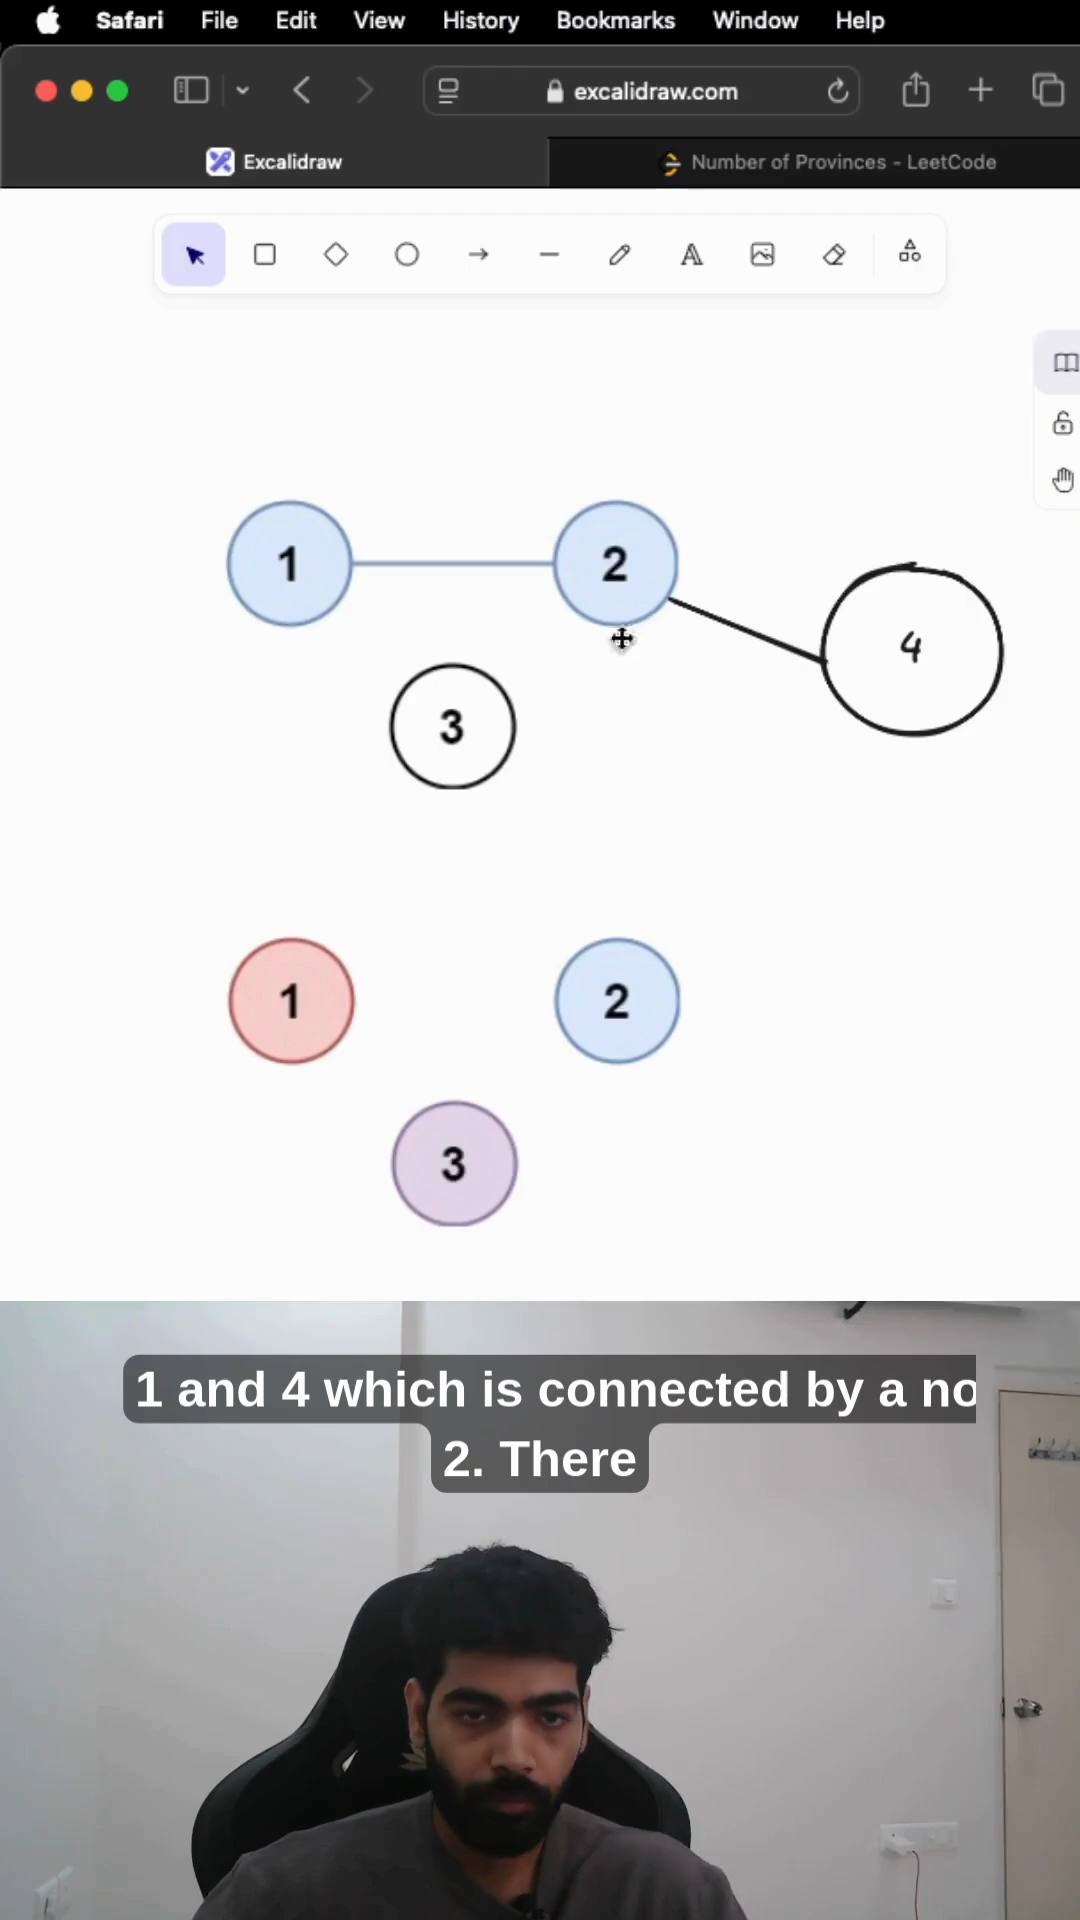 Safari File Edit View History Bookmarks Window Help
excalidraw.com
Excalidraw
Number of Provinces - LeetCode
A
1
2
4
3
1
2
3
1 and 4 which is connected by a no
2. There